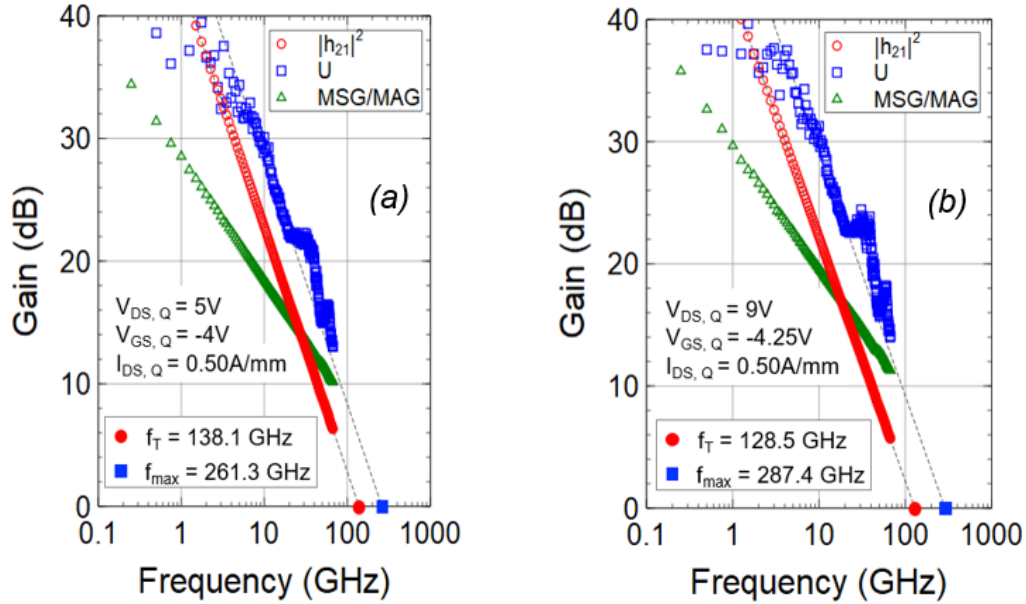 40
|h21|²
U
MSG/MAG
30
(a)
Gain (dB)
20
VDS, Q = 5V
VGS, Q = -4V
IDS, Q = 0.50A/mm
10
fT = 138.1 GHz
fmax = 261.3 GHz
0
0.1 1 10 100 1000
Frequency (GHz)
40
|h21|²
U
MSG/MAG
30
(b)
Gain (dB)
20
VDS, Q = 9V
VGS, Q = -4.25V
IDS, Q = 0.50A/mm
10
fT = 128.5 GHz
fmax = 287.4 GHz
0
0.1 1 10 100 1000
Frequency (GHz)